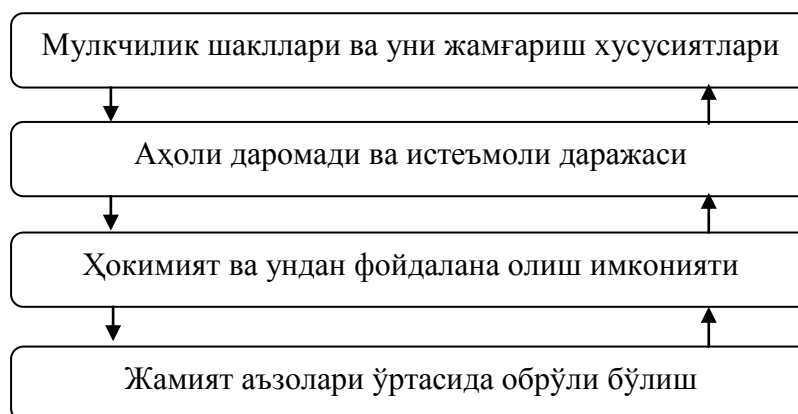 Мулкчилик шакллари ва уни жамғариш хусусиятлари
Аҳоли даромади ва истеъмоли даражаси
Ҳокимият ва ундан фойдалана олиш имконияти
Жамият аъзолари ўртасида обрўли бўлиш